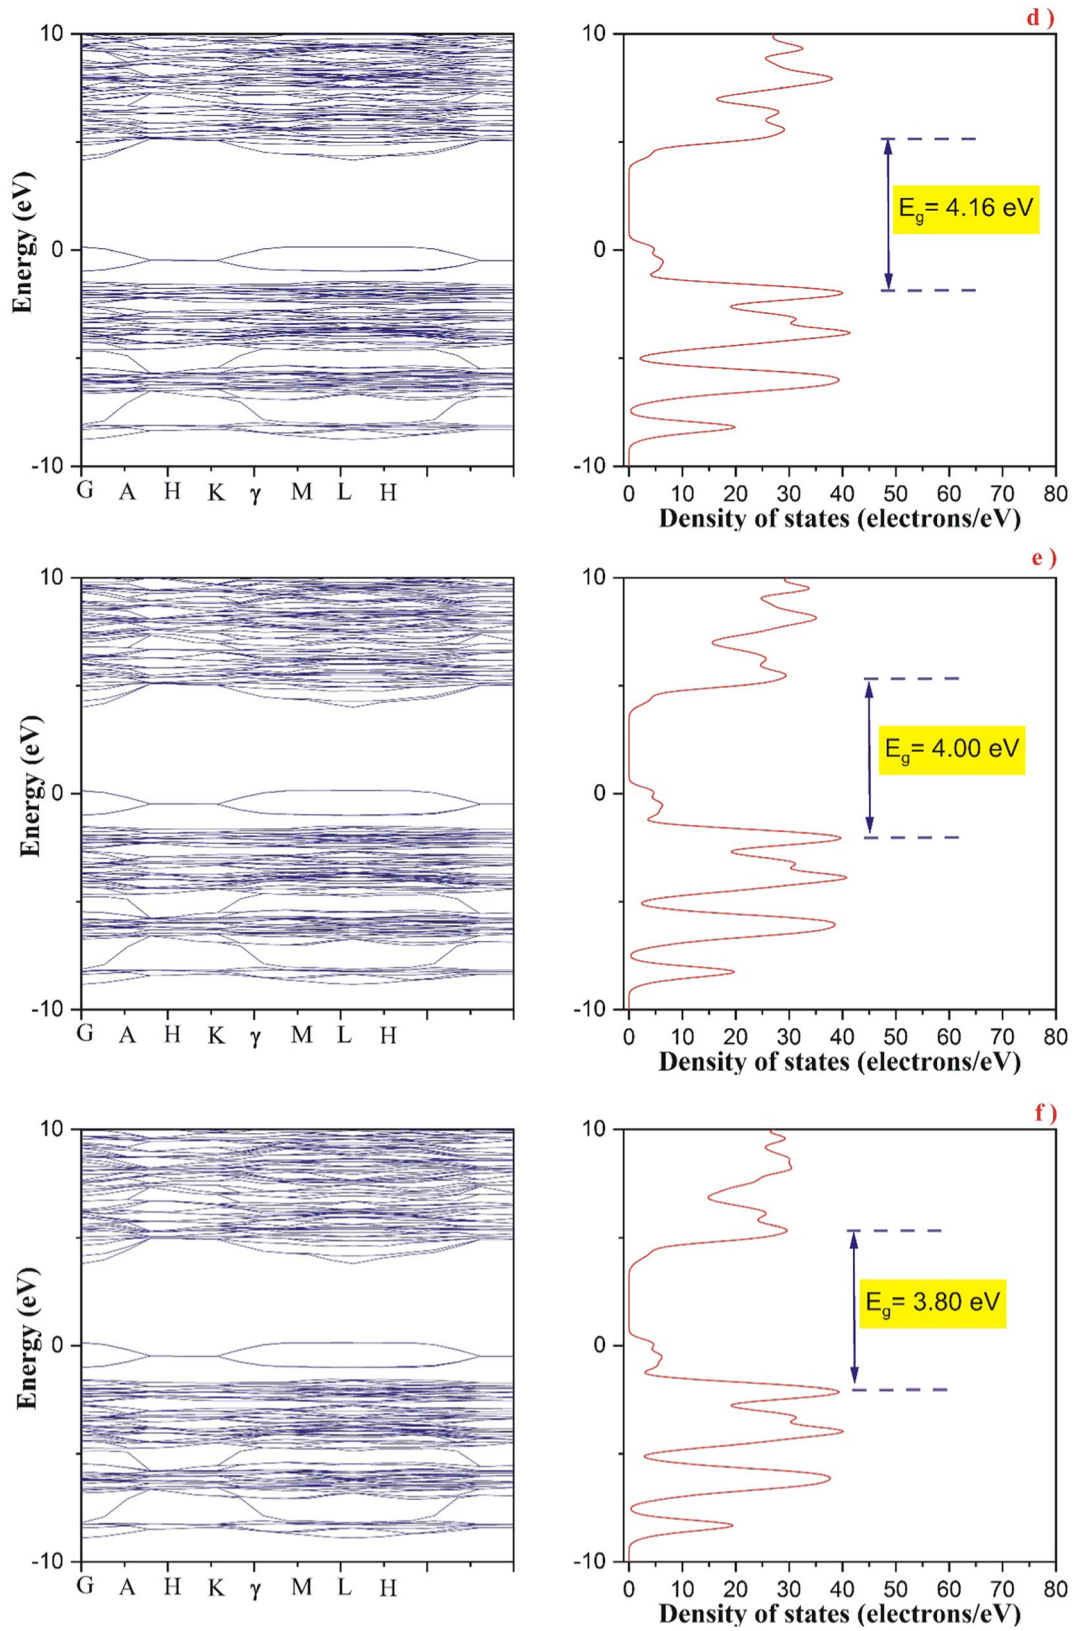 d )
10
0
-10
Energy (eV)
G A H K γ M L H
10
0
-10
E_g= 4.16 eV
0 10 20 30 40 50 60 70 80
Density of states (electrons/eV)
e )
10
0
-10
Energy (eV)
G A H K γ M L H
10
0
-10
E_g= 4.00 eV
0 10 20 30 40 50 60 70 80
Density of states (electrons/eV)
f )
10
0
-10
Energy (eV)
G A H K γ M L H
10
0
-10
E_g= 3.80 eV
0 10 20 30 40 50 60 70 80
Density of states (electrons/eV)